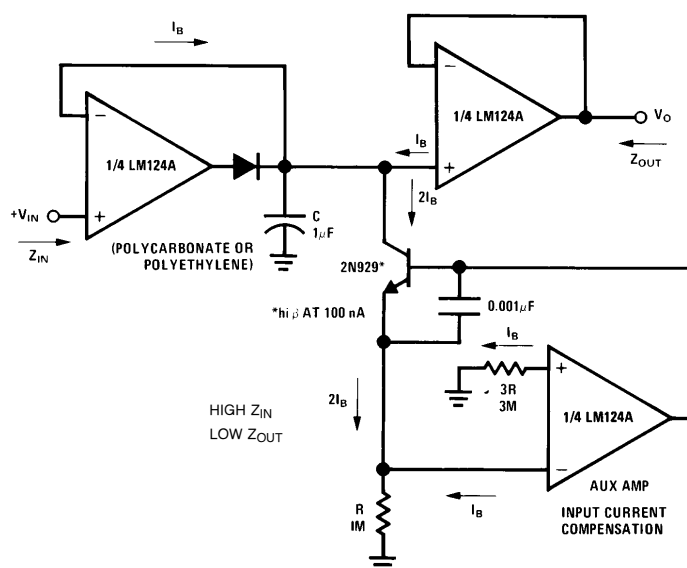 I_B
−
1/4 LM124A
+V_IN
+
Z_IN
C
1μF
(POLYCARBONATE OR
POLYETHYLENE)
−
1/4 LM124A
+
I_B
V_O
Z_OUT
2I_B
2N929*
*hi β AT 100 nA
0.001μF
I_B
3R
3M
+
1/4 LM124A
−
2I_B
HIGH Z_IN
LOW Z_OUT
R
1M
I_B
AUX AMP
INPUT CURRENT
COMPENSATION